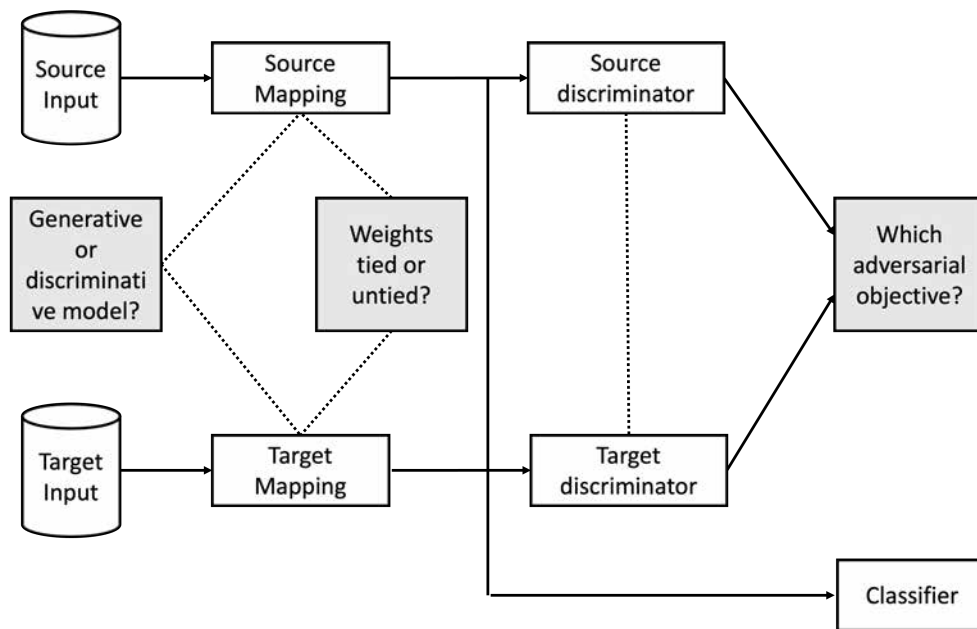 Source
Input
Source
Mapping
Source
discriminator
Generative
or
discriminati
ve model?
Weights
tied or
untied?
Which
adversarial
objective?
Target
Input
Target
Mapping
Target
discriminator
Classifier